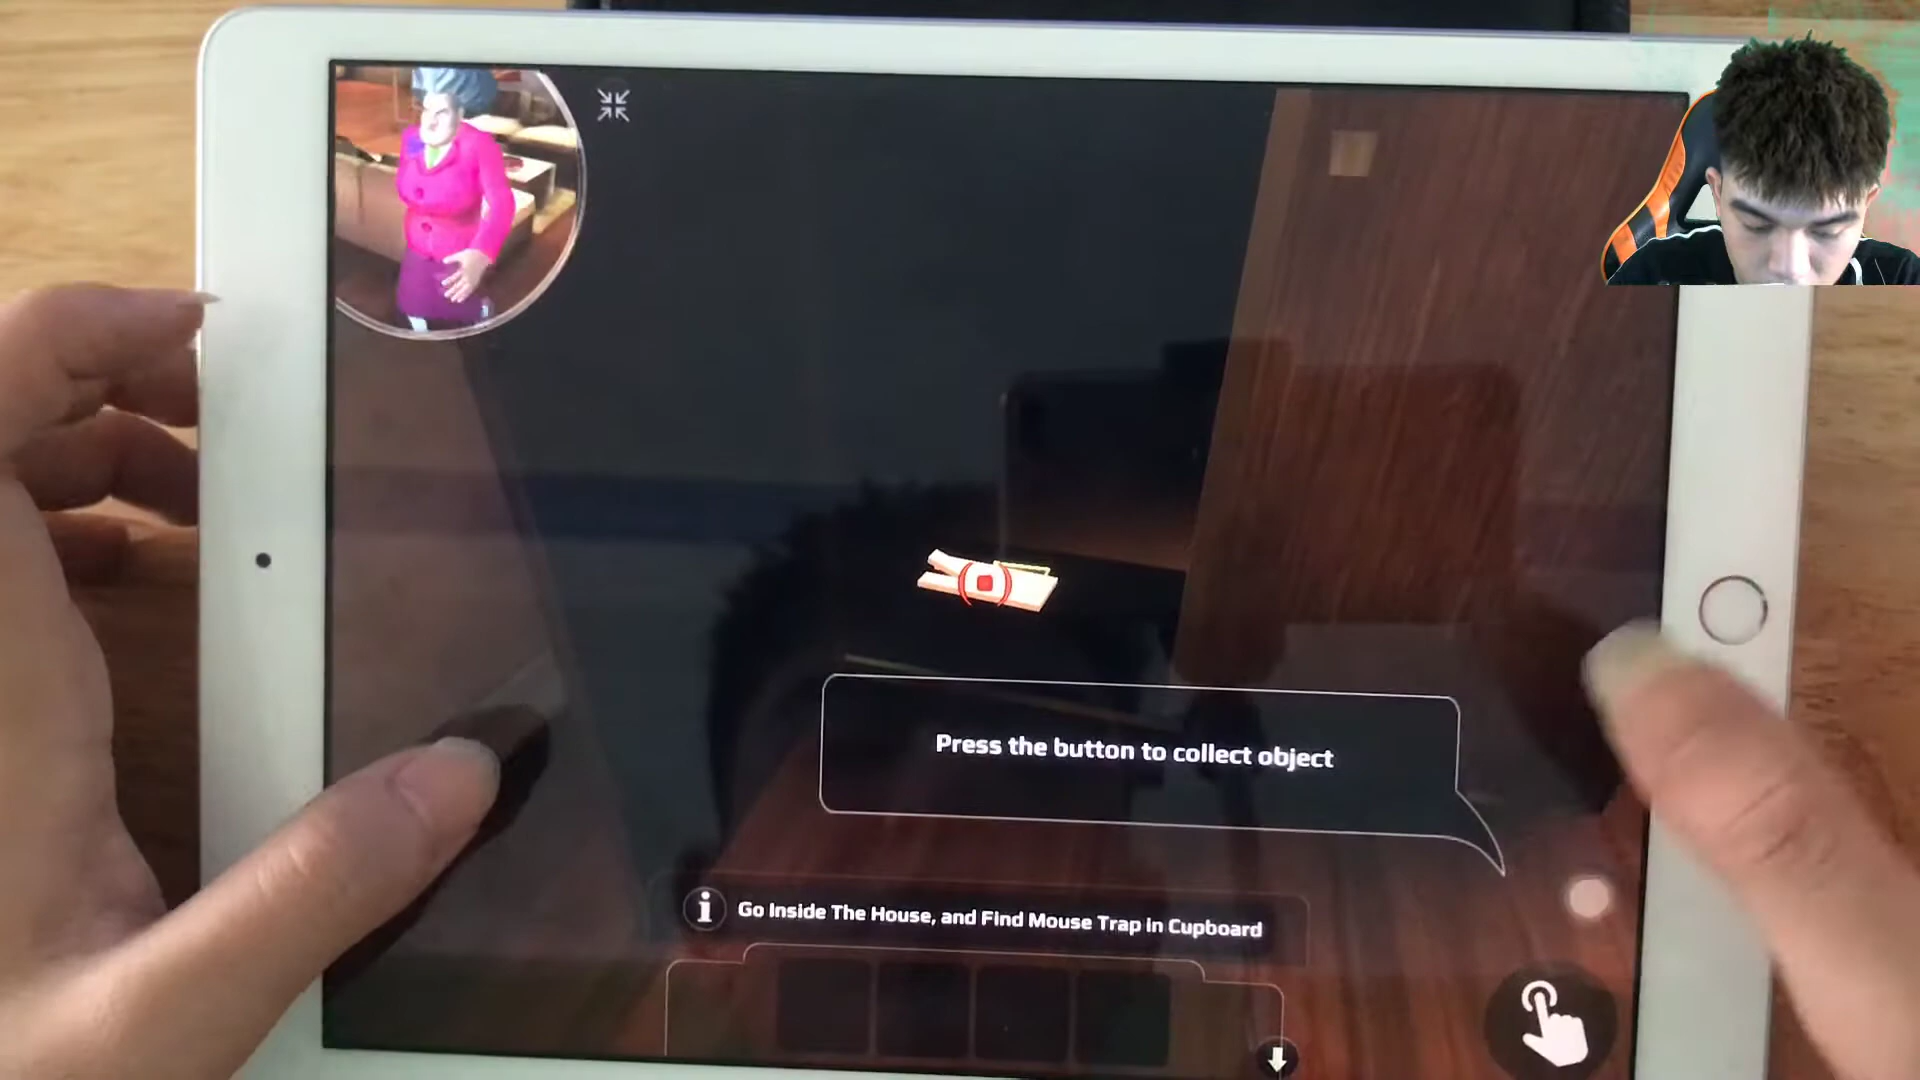 Press the button to collect object
i
Go Inside The House, and Find Mouse Trap in Cupboard